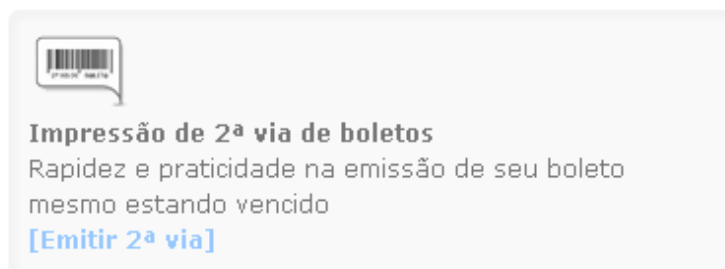 Impressão de 2ª via de boletos
Rapidez e praticidade na emissão de seu boleto
mesmo estando vencido
[Emitir 2ª via]